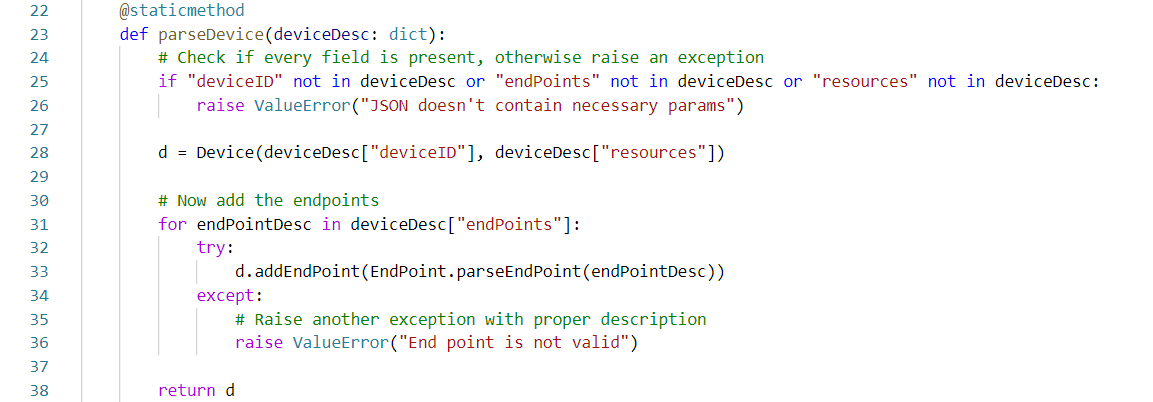 22 @staticmethod
23 def parseDevice(deviceDesc: dict):
24 # Check if every field is present, otherwise raise an exception
25 if "deviceID" not in deviceDesc or "endPoints" not in deviceDesc or "resources" not in deviceDesc:
26 raise ValueError("JSON doesn't contain necessary params")
27
28 d = Device(deviceDesc["deviceID"], deviceDesc["resources"])
29
30 # Now add the endpoints
31 for endPointDesc in deviceDesc["endPoints"]:
32 try:
33 d.addEndPoint(EndPoint.parseEndPoint(endPointDesc))
34 except:
35 # Raise another exception with proper description
36 raise ValueError("End point is not valid")
37
38 return d